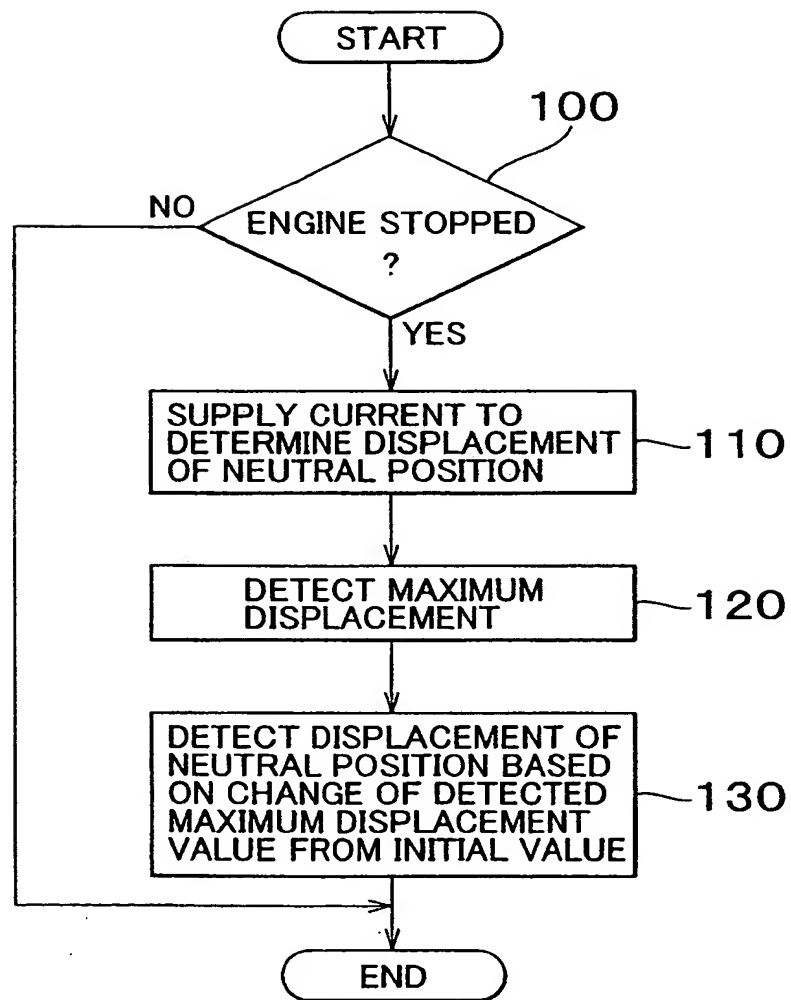 START
100
NO
ENGINE STOPPED
?
YES
SUPPLY CURRENT TO
DETERMINE DISPLACEMENT
OF NEUTRAL POSITION
110
DETECT MAXIMUM
DISPLACEMENT
120
DETECT DISPLACEMENT OF
NEUTRAL POSITION BASED
ON CHANGE OF DETECTED
MAXIMUM DISPLACEMENT
VALUE FROM INITIAL VALUE
130
END